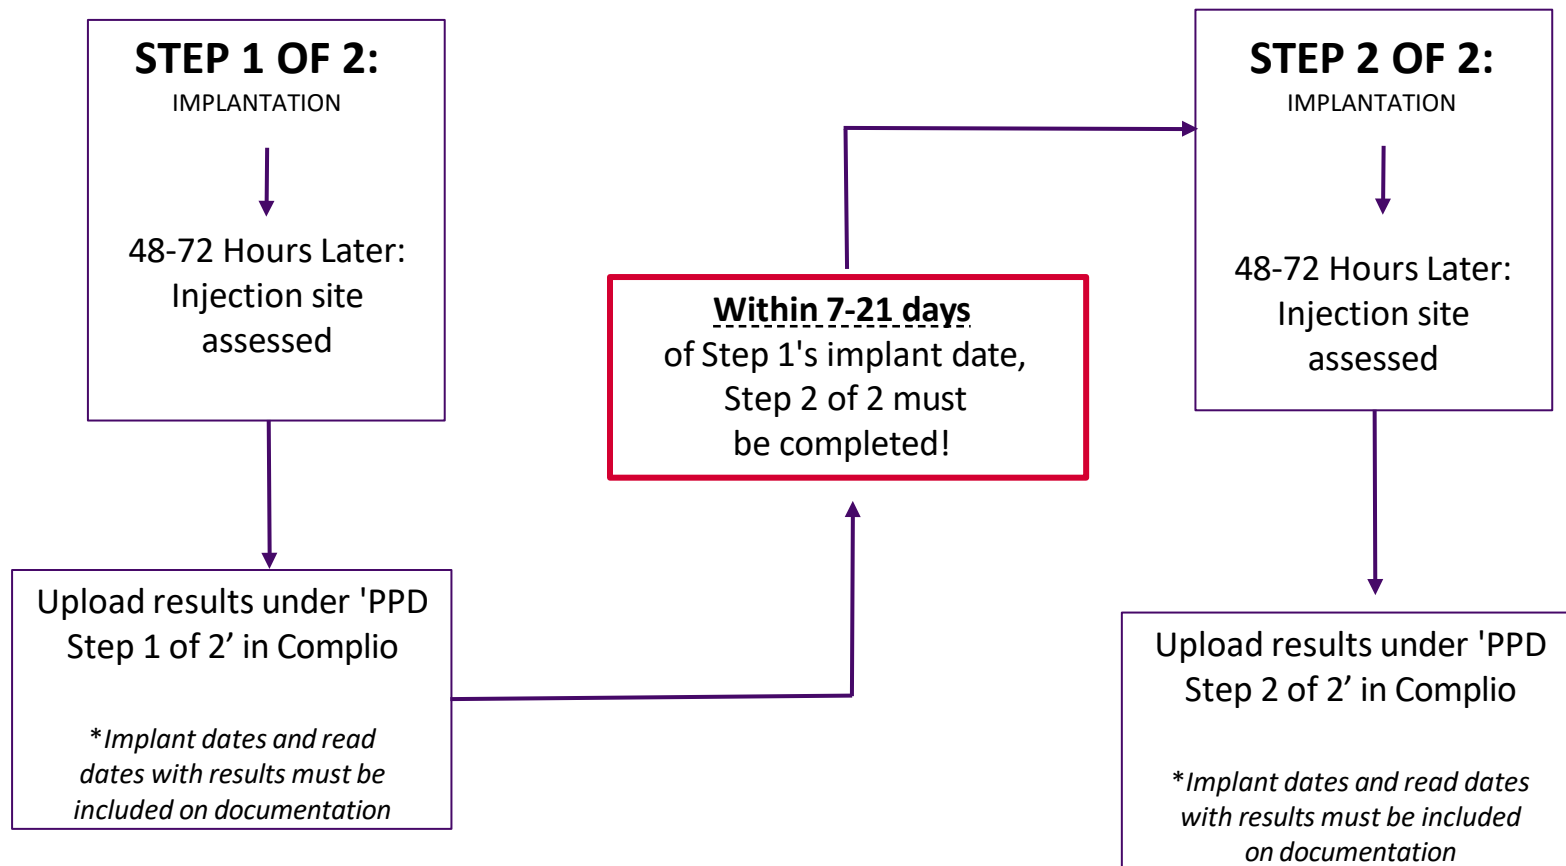 STEP 1 OF 2:
IMPLANTATION
48-72 Hours Later:
Injection site
assessed
Upload results under 'PPD
Step 1 of 2’ in Complio
*Implant dates and read
dates with results must be
included on documentation
Within 7-21 days
of Step 1's implant date,
Step 2 of 2 must
be completed!
STEP 2 OF 2:
IMPLANTATION
48-72 Hours Later:
Injection site
assessed
Upload results under 'PPD
Step 2 of 2’ in Complio
*Implant dates and read dates
with results must be included
on documentation